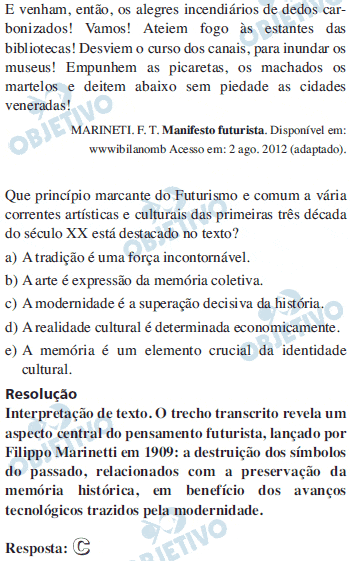 E venham, então, os alegres incendiários de dedos car-
bonizados! Vamos! Ateiem fogo às estantes das
bibliotecas! Desviem o curso dos canais, para inundar os
museus! Empunhem as picaretas, os machados os
martelos e deitem abaixo sem piedade as cidades
veneradas!
MARINETI. F. T. Manifesto futurista. Disponível em:
wwwibilanomb Acesso em: 2 ago. 2012 (adaptado).
Que princípio marcante do Futurismo e comum a vária
correntes artísticas e culturais das primeiras três década
do século XX está destacado no texto?
a) A tradição é uma força incontornável.
b) A arte é expressão da memória coletiva.
c) A modernidade é a superação decisiva da história.
d) A realidade cultural é determinada economicamente.
e) A memória é um elemento crucial da identidade
cultural.
Resolução
Interpretação de texto. O trecho transcrito revela um
aspecto central do pensamento futurista, lançado por
Filippo Marinetti em 1909: a destruição dos símbolos
do passado, relacionados com a preservação da
memória histórica, em benefício dos avanços
tecnológicos trazidos pela modernidade.
Resposta: C
OBJETIVO
OBJETIVO
OBJETIVO
OBJETIVO
OBJETIVO